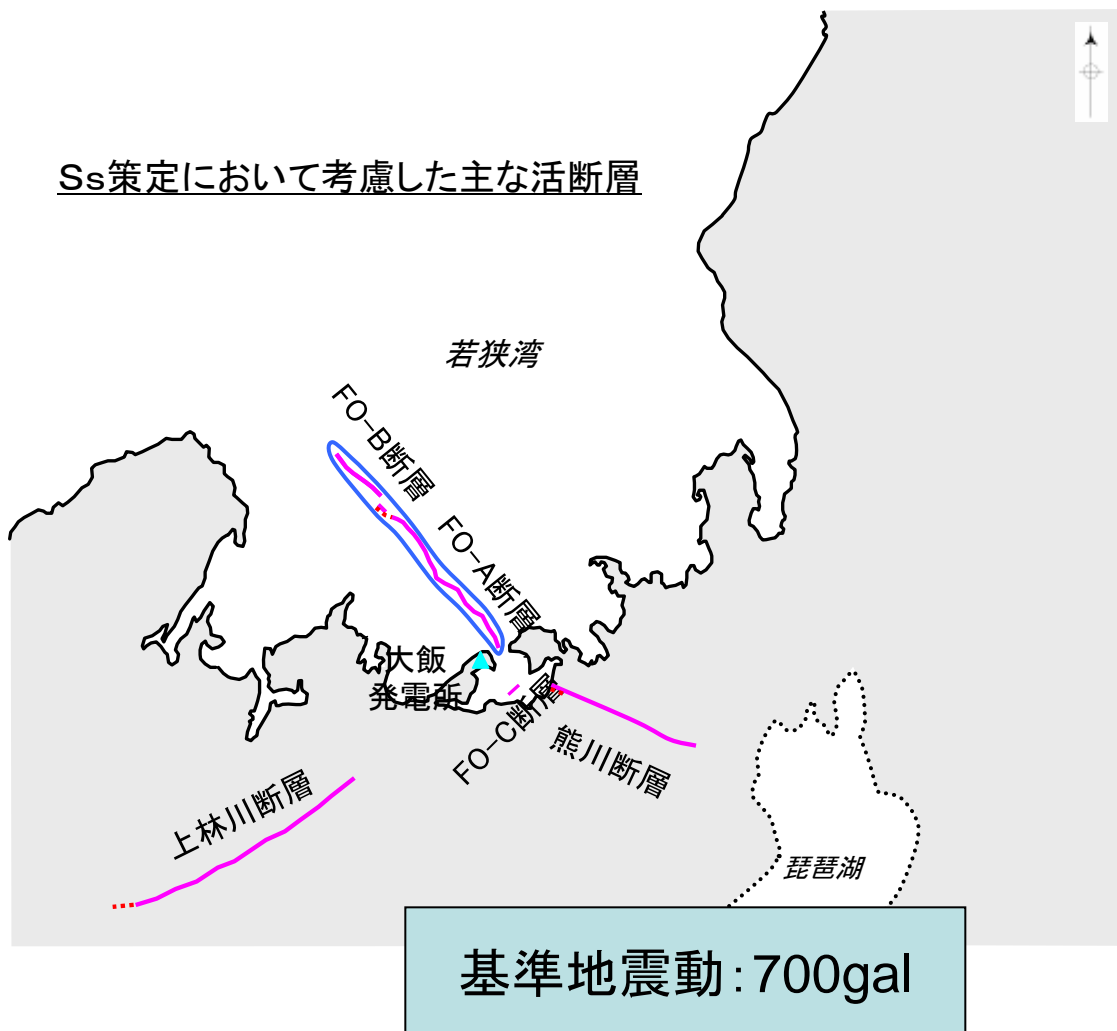 Ss策定において考慮した主な活断層
若狭湾
FO-B断層
FO-A断層
大飯
発電所
FO-C断層
熊川断層
上林川断層
琵琶湖
基準地震動:700gal